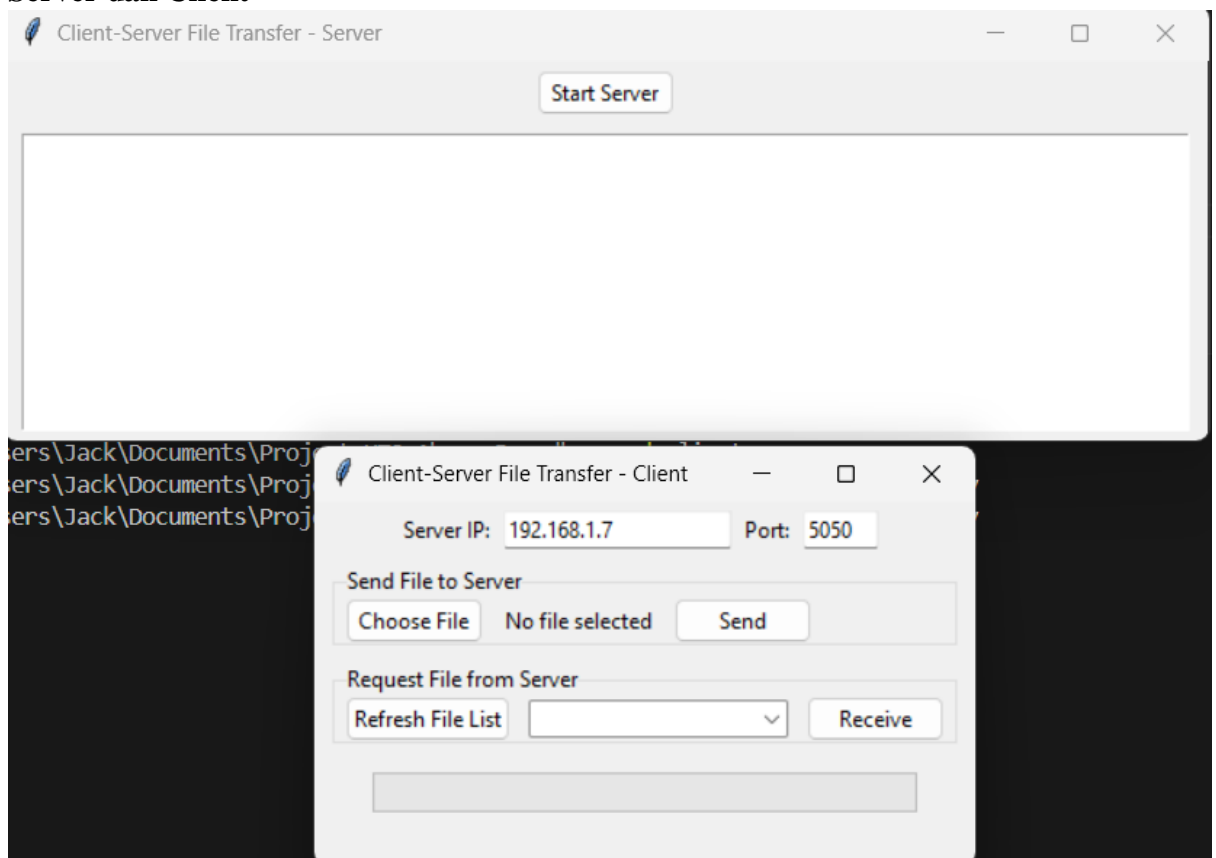 Server dan Client
Client-Server File Transfer - Server
Start Server
ers\Jack\Documents\Proj
ers\Jack\Documents\Proj
ers\Jack\Documents\Proj
Client-Server File Transfer - Client
Server IP: 192.168.1.7 Port: 5050
Send File to Server
Choose File No file selected Send
Request File from Server
Refresh File List Receive